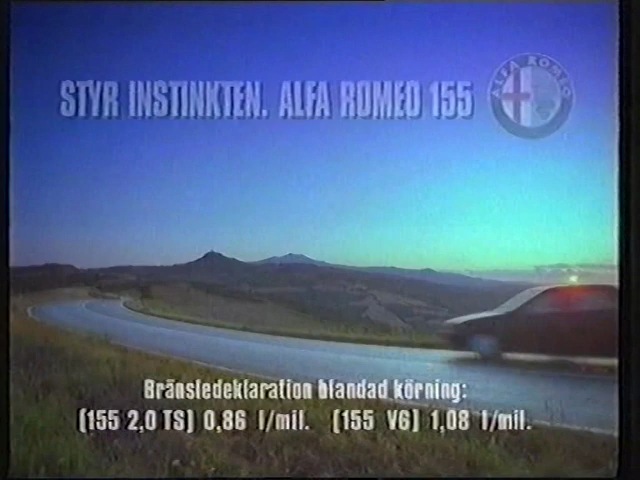 STYR INSTINKTEN. ALFA ROMEO 155
ALFA ROMEO
Bränsledeklaration blandad körning:
(155 2,0 TS) 0,86 l/mil. (155 V6) 1,08 l/mil.